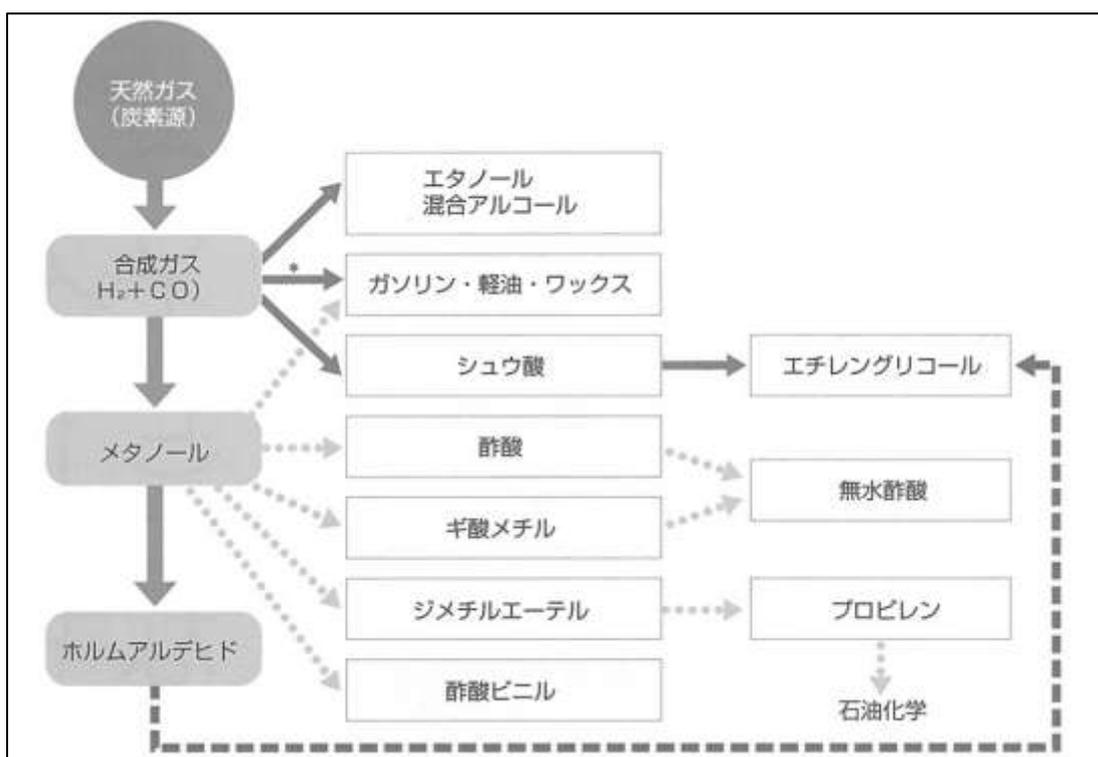 天然ガス
(炭素源)
エタノール
混合アルコール
合成ガス
H₂+CO)
*
ガソリン・軽油・ワックス
シュウ酸
エチレングリコール
メタノール
酢酸
無水酢酸
ギ酸メチル
ジメチルエーテル
プロピレン
ホルムアルデヒド
酢酸ビニル
石油化学